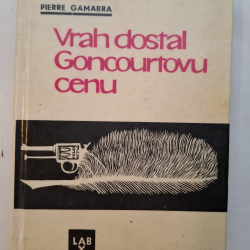 PIERRE GAMARRA
Vrah dostal
Goncourtovu
cenu
LAB